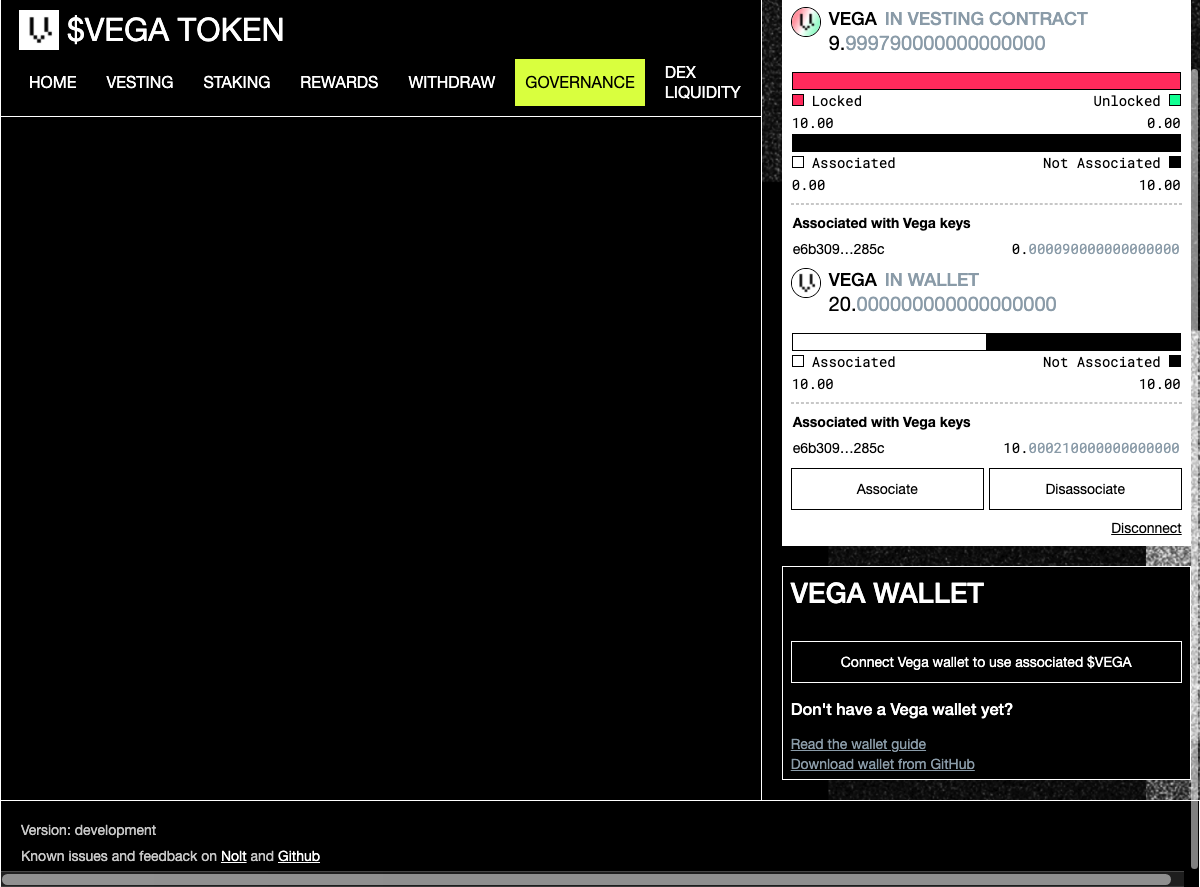 $VEGA TOKEN
HOME VESTING STAKING REWARDS WITHDRAW GOVERNANCE DEX LIQUIDITY
VEGA IN VESTING CONTRACT
9.999790000000000000
Locked Unlocked
10.00 0.00
Associated Not Associated
0.00 10.00
Associated with Vega keys
e6b309…285c 0.000090000000000000
VEGA IN WALLET
20.000000000000000000
Associated Not Associated
10.00 10.00
Associated with Vega keys
e6b309…285c 10.000210000000000000
Associate Disassociate
Disconnect
VEGA WALLET
Connect Vega wallet to use associated $VEGA
Don't have a Vega wallet yet?
Read the wallet guide
Download wallet from GitHub
Version: development
Known issues and feedback on Nolt and Github